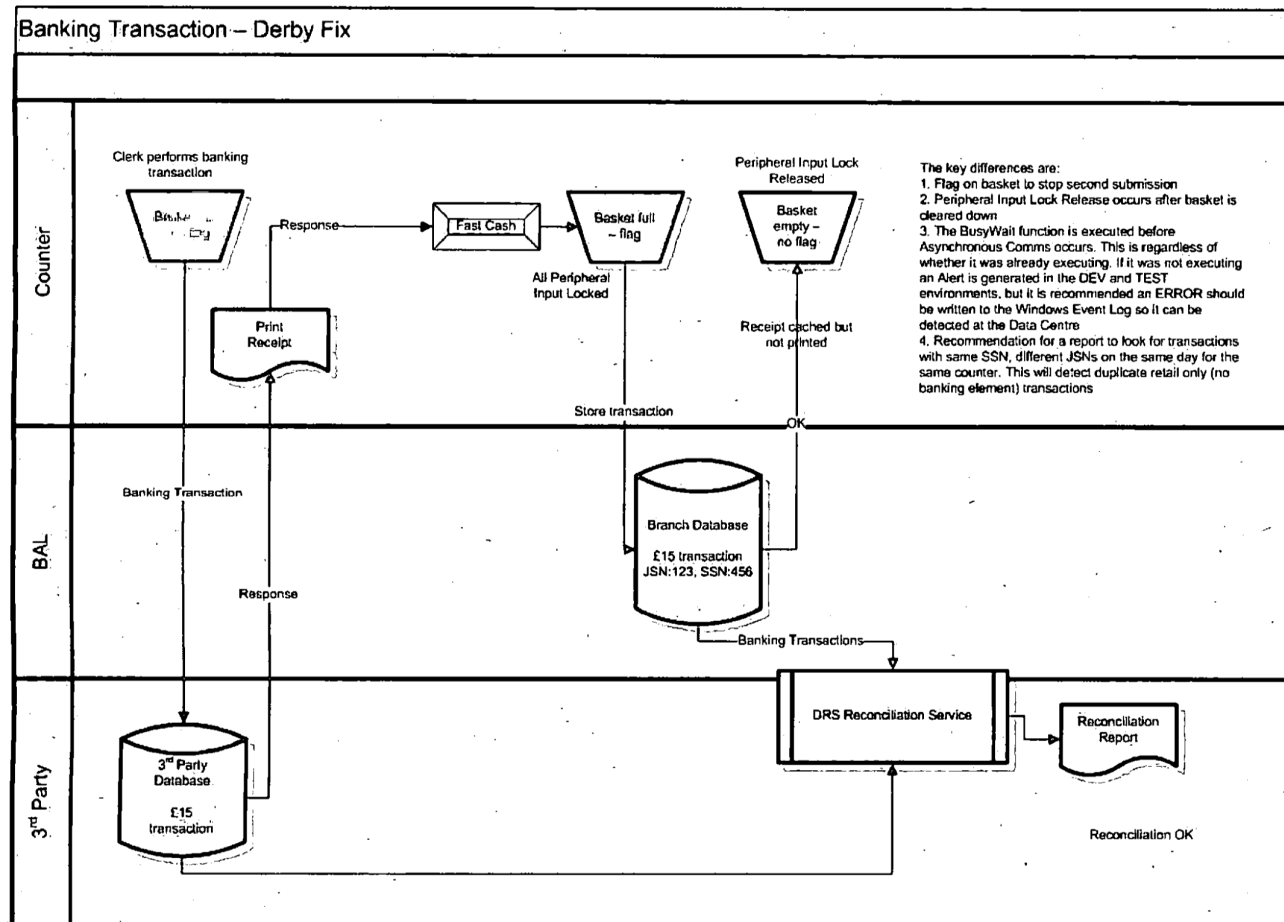 Banking Transaction – Derby Fix
Counter
Clerk performs banking
transaction
Print
Receipt
Response
Fast Cash
Basket full
– flag
All Peripheral
Input Locked
Peripheral Input Lock
Released
Basket
empty –
no flag
Receipt cached but
not printed
The key differences are:
1. Flag on basket to stop second submission
2. Peripheral Input Lock Release occurs after basket is
cleared down
3. The BusyWait function is executed before
Asynchronous Comms occurs. This is regardless of
whether it was already executing. If it was not executing
an Alert is generated in the DEV and TEST
environments, but it is recommended an ERROR should
be written to the Windows Event Log so it can be
detected at the Data Centre
4. Recommendation for a report to look for transactions
with same SSN, different JSNs on the same day for the
same counter. This will detect duplicate retail only (no
banking element) transactions
Store transaction
OK
BAL
Banking Transaction
Response
Branch Database
£15 transaction
JSN:123, SSN:456
Banking Transactions
3rd Party
3rd Party
Database
£15
transaction
DRS Reconciliation Service
Reconciliation
Report
Reconciliation OK